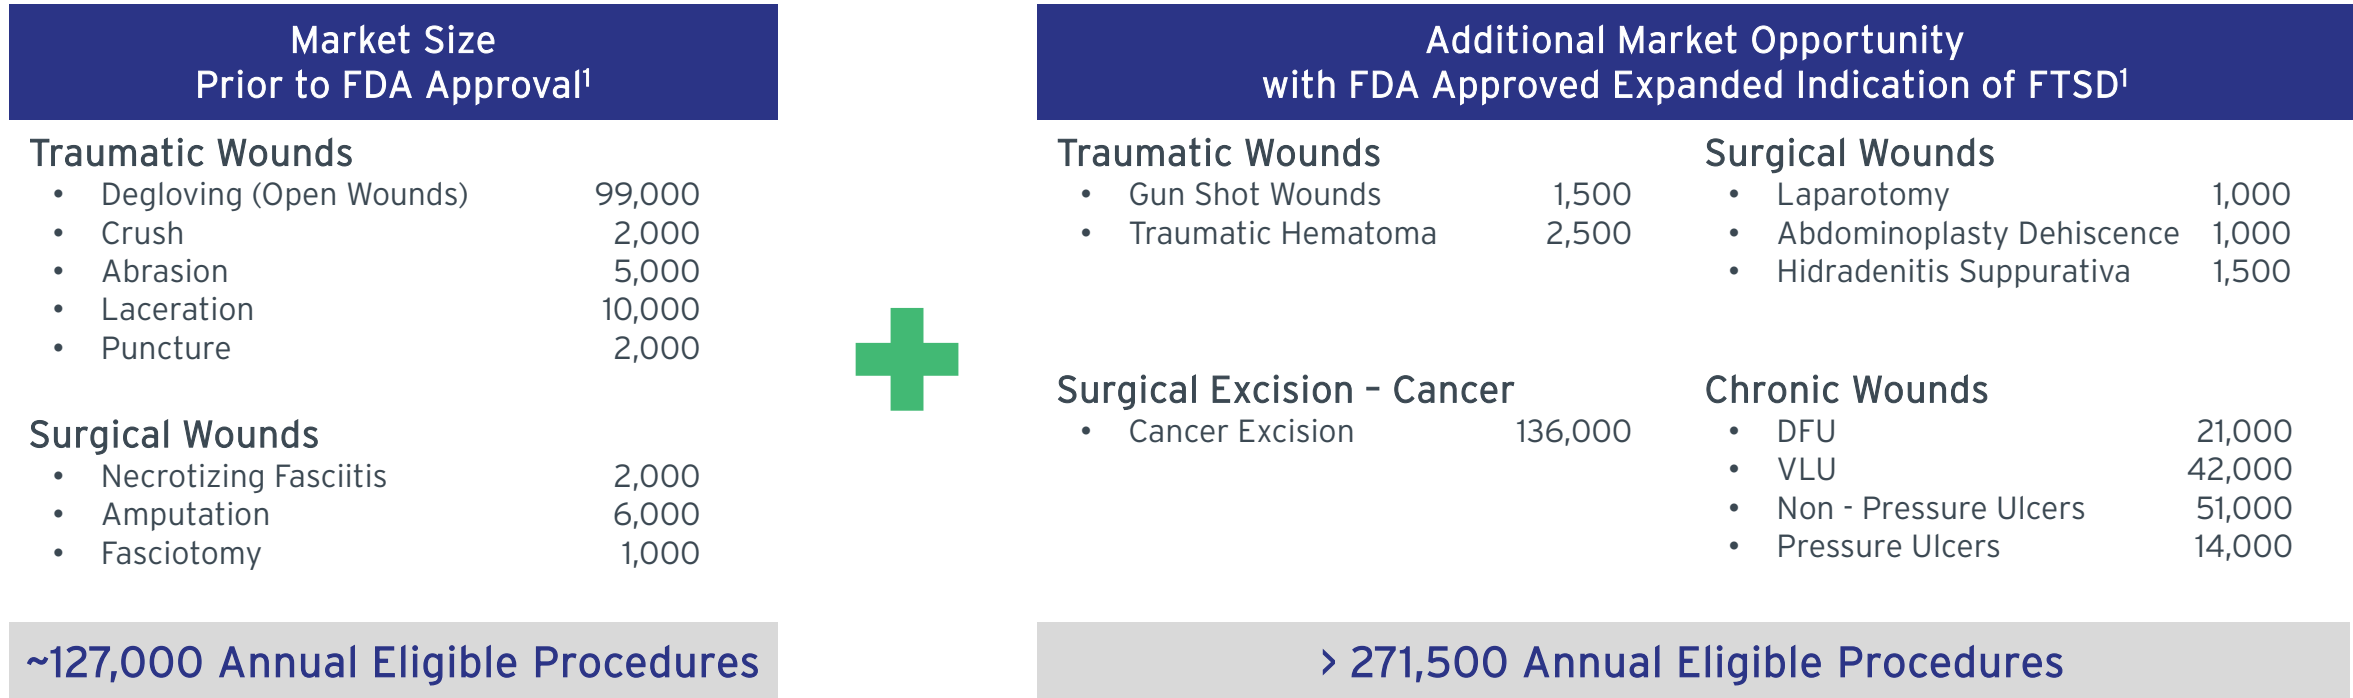 Market Size
Prior to FDA Approval¹
Traumatic Wounds
• Degloving (Open Wounds) 99,000
• Crush 2,000
• Abrasion 5,000
• Laceration 10,000
• Puncture 2,000
Surgical Wounds
• Necrotizing Fasciitis 2,000
• Amputation 6,000
• Fasciotomy 1,000
~127,000 Annual Eligible Procedures
Additional Market Opportunity
with FDA Approved Expanded Indication of FTSD¹
Traumatic Wounds
• Gun Shot Wounds 1,500
• Traumatic Hematoma 2,500
Surgical Wounds
• Laparotomy 1,000
• Abdominoplasty Dehiscence 1,000
• Hidradenitis Suppurativa 1,500
Surgical Excision – Cancer
• Cancer Excision 136,000
Chronic Wounds
• DFU 21,000
• VLU 42,000
• Non - Pressure Ulcers 51,000
• Pressure Ulcers 14,000
> 271,500 Annual Eligible Procedures